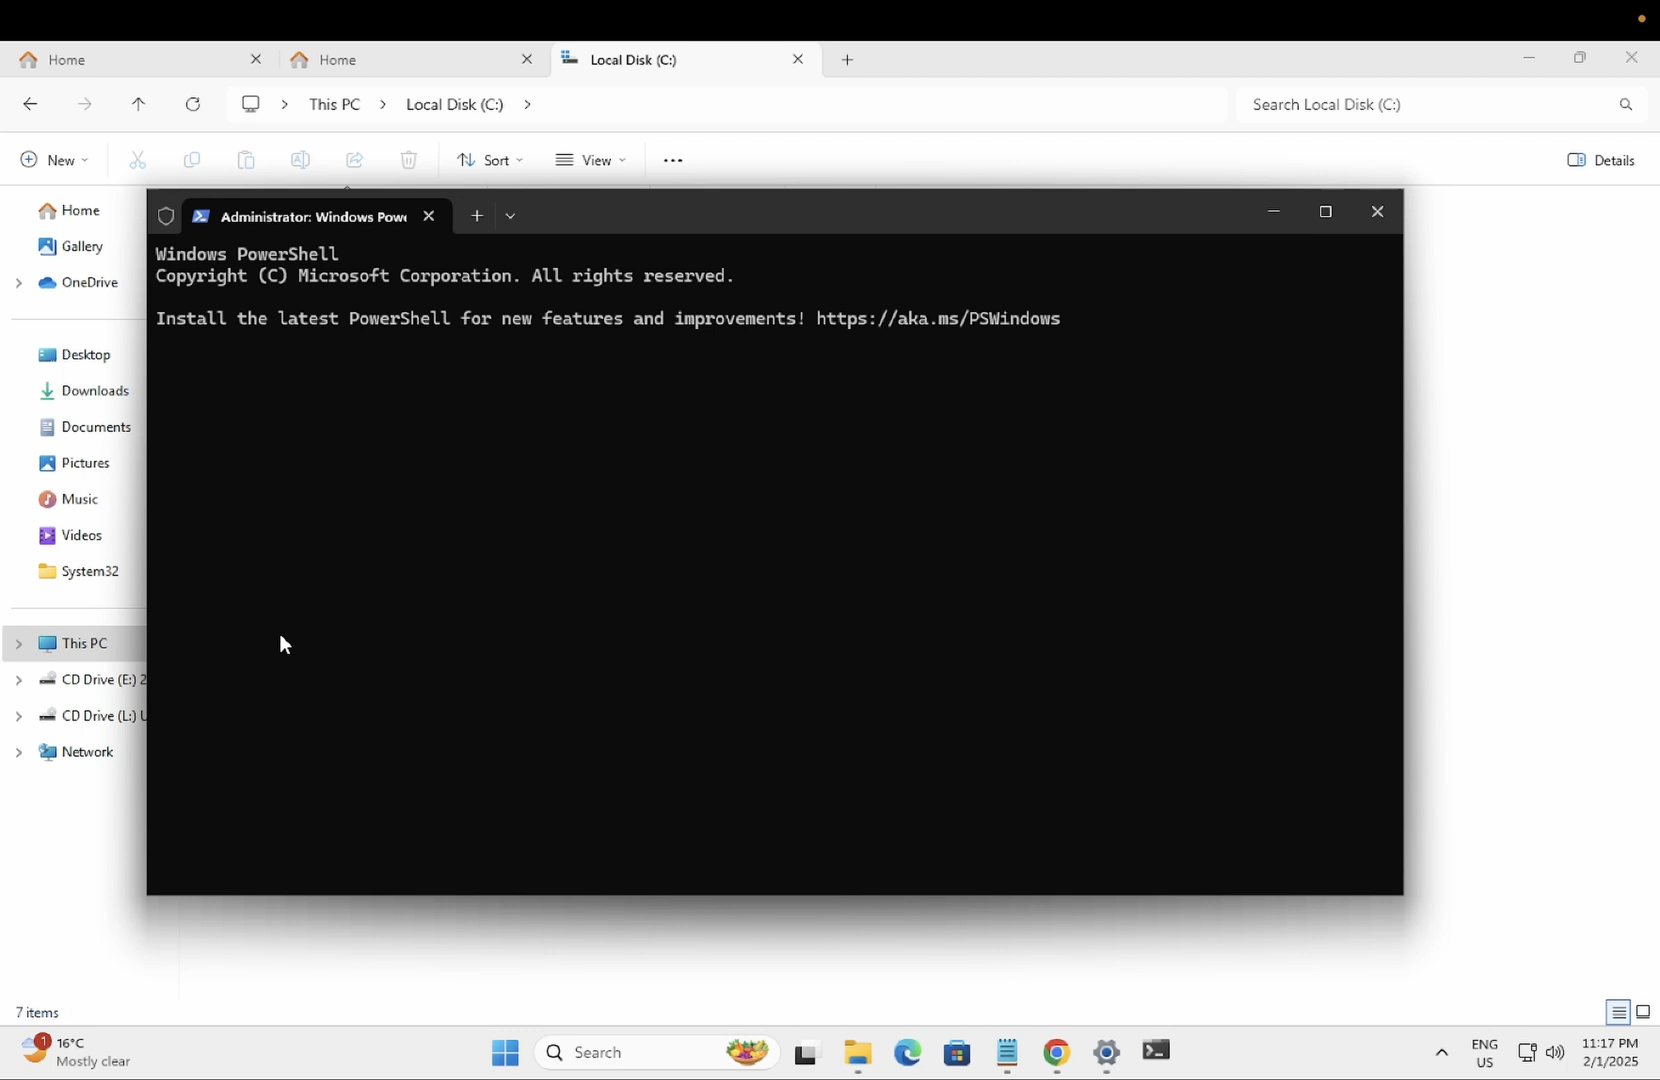 Home
Home
Local Disk (C:)
This PC
Local Disk (C:)
Search Local Disk (C:)
New
Sort
View
Details
Home
Gallery
OneDrive
Desktop
Downloads
Documents
Pictures
Music
Videos
System32
This PC
CD Drive (E:) 2
CD Drive (L:) U
Network
Administrator: Windows Powe
Windows PowerShell
Copyright (C) Microsoft Corporation. All rights reserved.
Install the latest PowerShell for new features and improvements! https://aka.ms/PSWindows
7 items
1
16°C
Mostly clear
Search
ENG
US
11:17 PM
2/1/2025